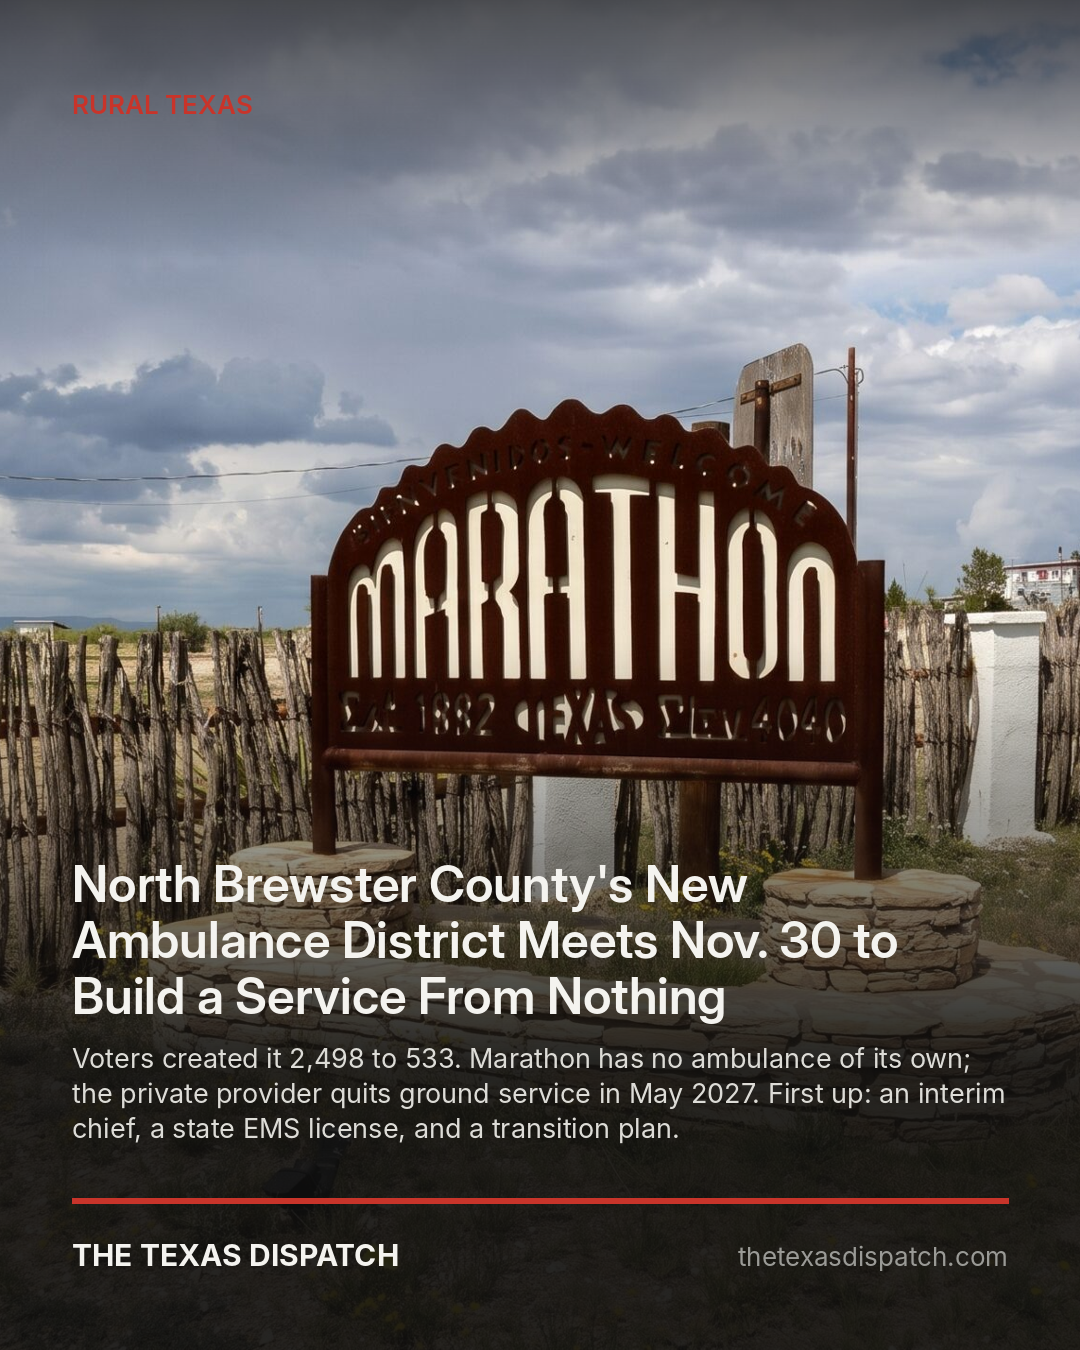 RURAL TEXAS
BIENVENIDOS-WELCOME
MARATHON
Est 1882 TEXAS Elev 4040
North Brewster County's New
Ambulance District Meets Nov. 30 to
Build a Service From Nothing
Voters created it 2,498 to 533. Marathon has no ambulance of its own;
the private provider quits ground service in May 2027. First up: an interim
chief, a state EMS license, and a transition plan.
THE TEXAS DISPATCH
thetexasdispatch.com